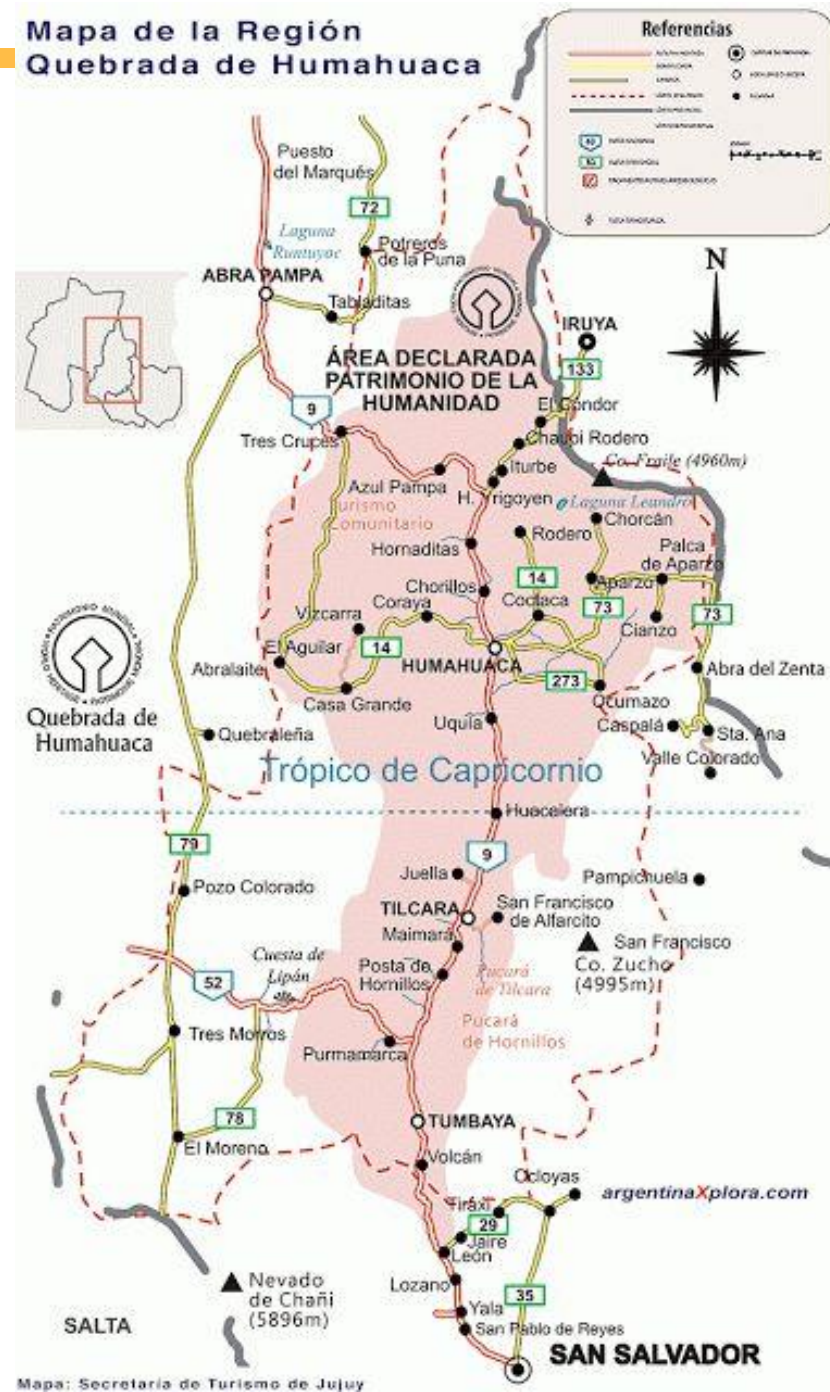 Mapa de la Región
Quebrada de Humahuaca
Referencias
Puesto
del Marqués
72
Laguna
Runtuyoc
Potreros
de la Puna
ABRA PAMPA
Tabladitas
N
IRUYA
133
ÁREA DECLARADA
PATRIMONIO DE LA
HUMANIDAD
9
El Cóndor
Tres Cruces
Chaupi Rodero
Iturbe
Co. Fraile (4960m)
Azul Pampa
H. Yrigoyen
Laguna Leandro
Turismo
Comunitario
Chorcán
Rodero
Hornaditas
Palca
de Aparzo
14
Aparzo
Chorillos
Coctaca
73
73
Coraya
Vizcarra
Cianzo
El Aguilar
14
HUMAHUACA
Abralaite
273
Abra del Zenta
Casa Grande
Ocumazo
Quebrada de
Humahuaca
Uquía
Caspalá
Sta. Ana
Quebraleña
Valle Colorado
Trópico de Capricornio
Huacalera
79
9
Juella
Pampichuela
Pozo Colorado
TILCARA
San Francisco
de Alfarcito
Maimará
San Francisco
Cuesta de
Lipán
Posta de
Hornillos
Pucará
de Tilcara
Co. Zucho
(4995m)
52
Tres Morros
Pucará
de Hornillos
Purmamarca
78
TUMBAYA
El Moreno
Volcán
Ocloyas
argentinaXplora.com
Tiraxi
29
Jaire
León
Nevado
de Chañi
(5896m)
Lozano
35
Yala
SALTA
San Pablo de Reyes
SAN SALVADOR
Mapa: Secretaría de Turismo de Jujuy